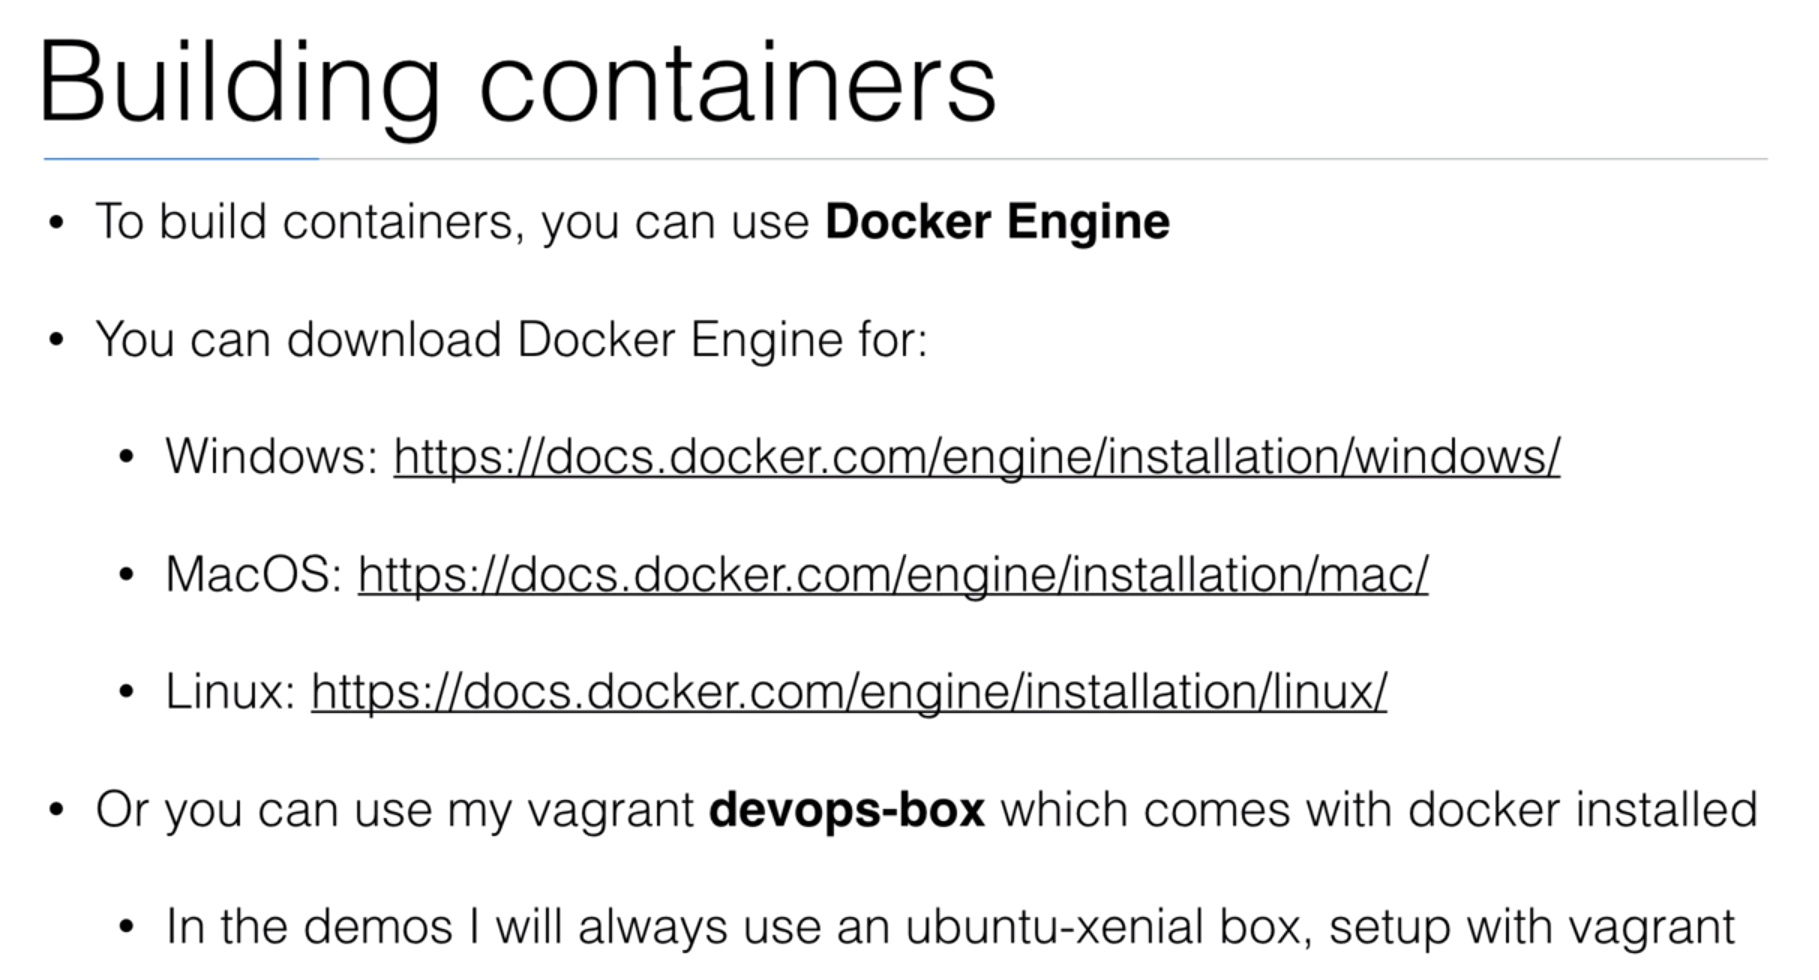 Building containers
• To build containers, you can use Docker Engine
• You can download Docker Engine for:
• Windows: https://docs.docker.com/engine/installation/windows/
• MacOS: https://docs.docker.com/engine/installation/mac/
• Linux: https://docs.docker.com/engine/installation/linux/
• Or you can use my vagrant devops-box which comes with docker installed
• In the demos I will always use an ubuntu-xenial box, setup with vagrant